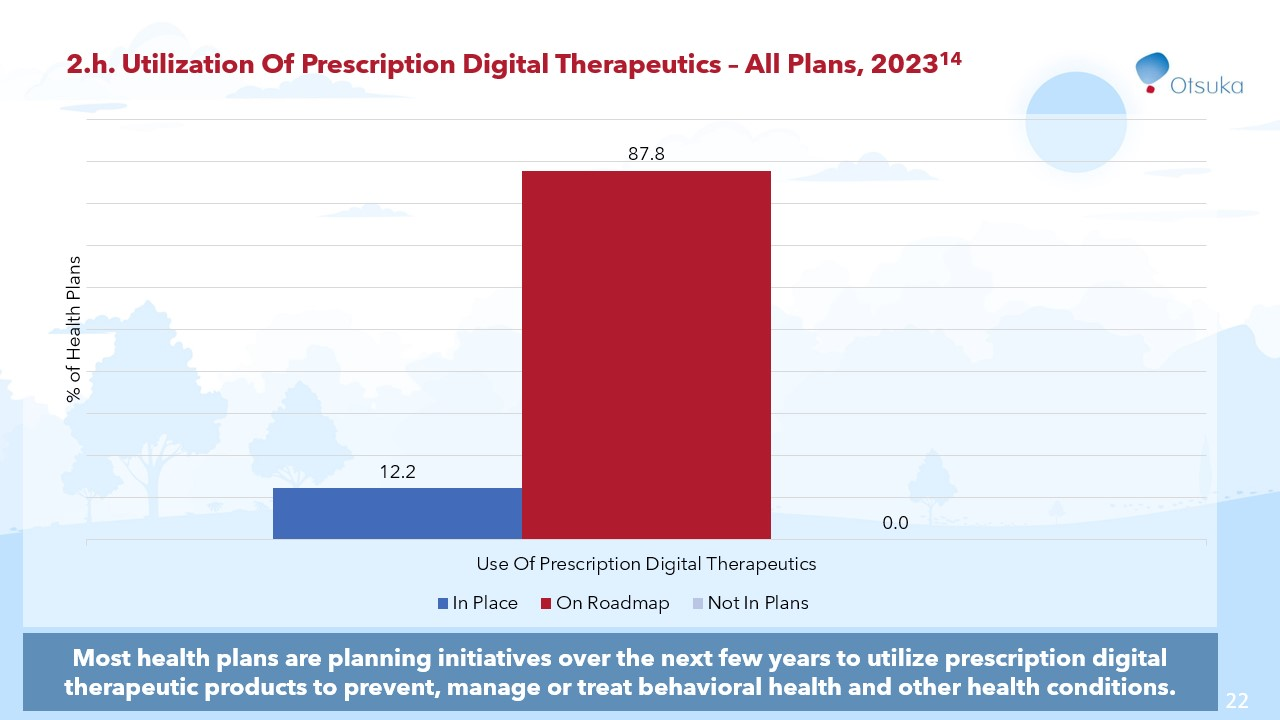 2.h. Utilization Of Prescription Digital Therapeutics – All Plans, 2023¹⁴
Otsuka
% of Health Plans
87.8
12.2
0.0
Use Of Prescription Digital Therapeutics
In Place On Roadmap Not In Plans
Most health plans are planning initiatives over the next few years to utilize prescription digital
therapeutic products to prevent, manage or treat behavioral health and other health conditions.
22